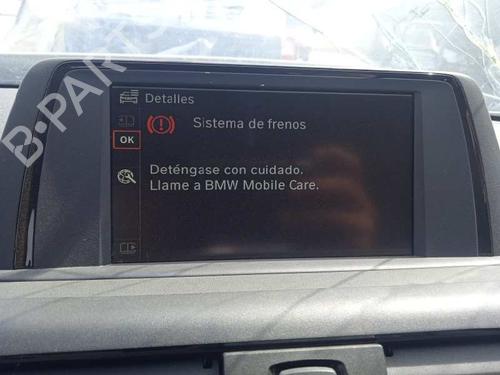 B-PARTS
Detalles
Sistema de frenos
OK
Deténgase con cuidado.
Llame a BMW Mobile Care.